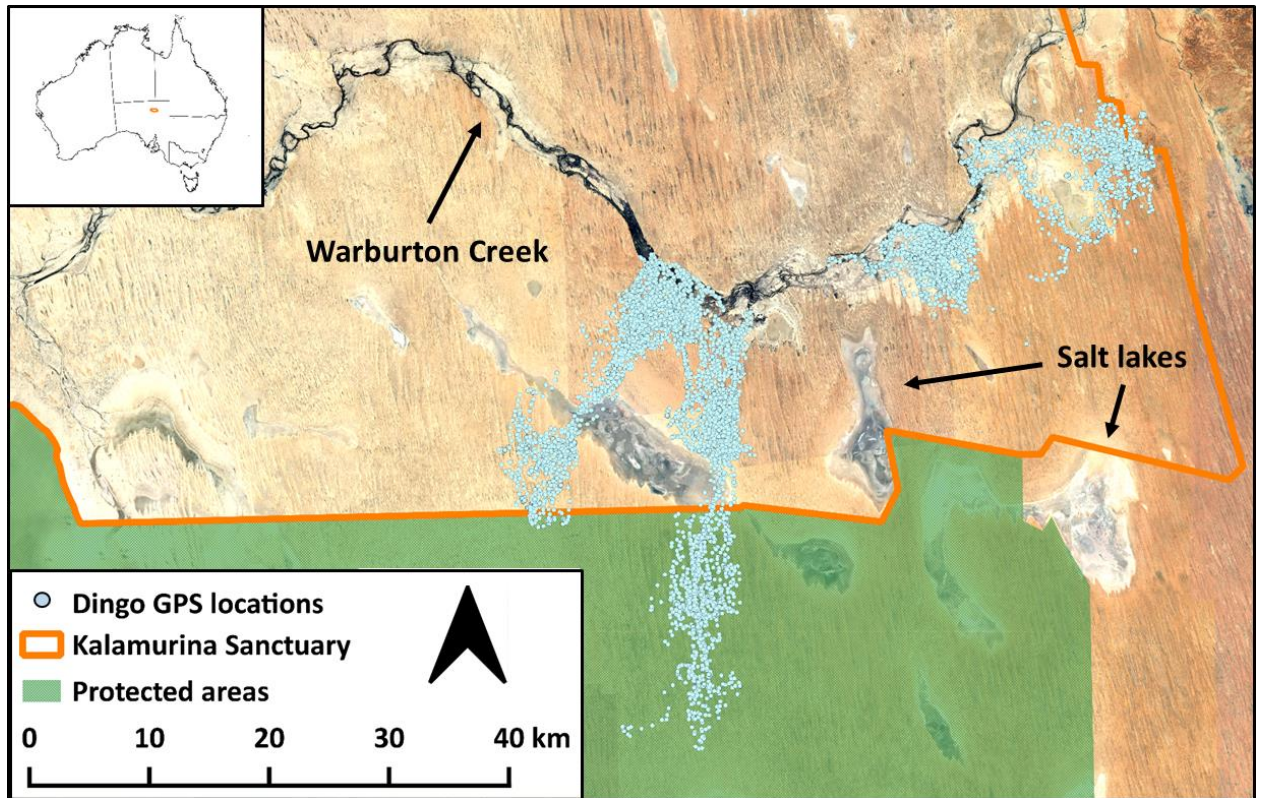 Warburton Creek
Salt lakes
Dingo GPS locations
Kalamurina Sanctuary
Protected areas
0 10 20 30 40 km